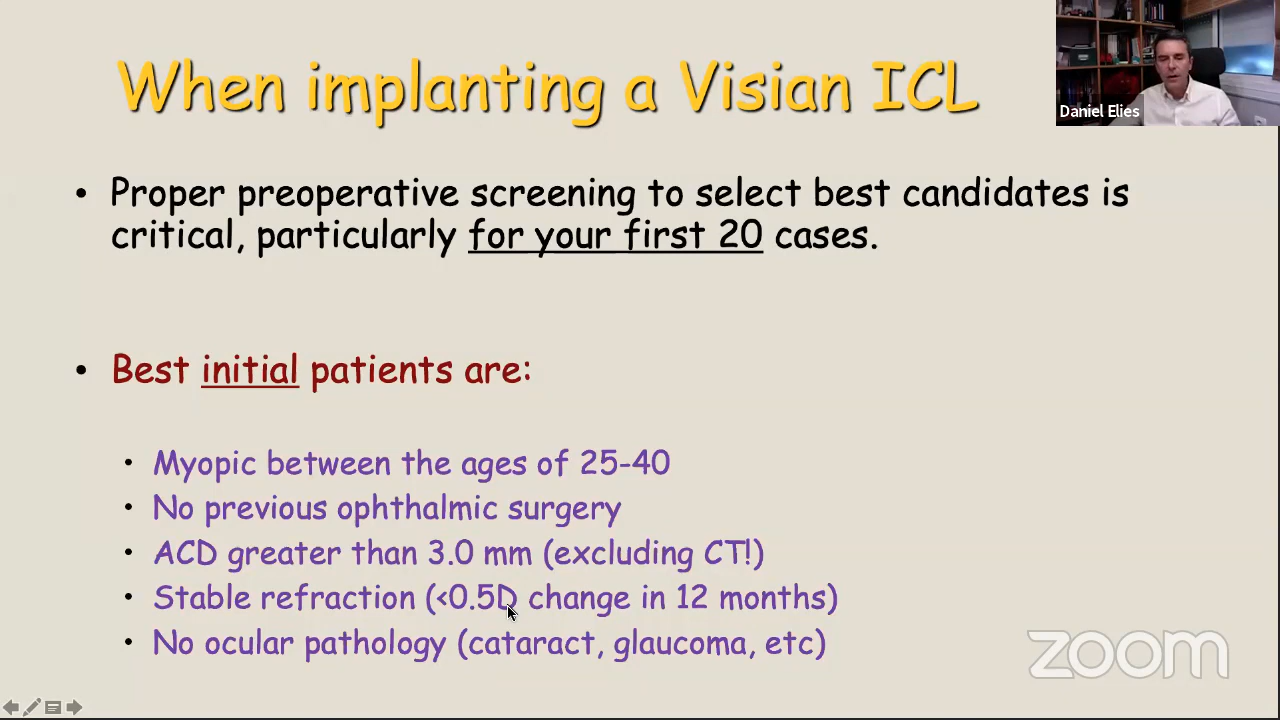 When implanting a Visian ICL
Daniel Elies
• Proper preoperative screening to select best candidates is
critical, particularly for your first 20 cases.
• Best initial patients are:
• Myopic between the ages of 25-40
• No previous ophthalmic surgery
• ACD greater than 3.0 mm (excluding CT!)
• Stable refraction (<0.5D change in 12 months)
• No ocular pathology (cataract, glaucoma, etc)
zoom